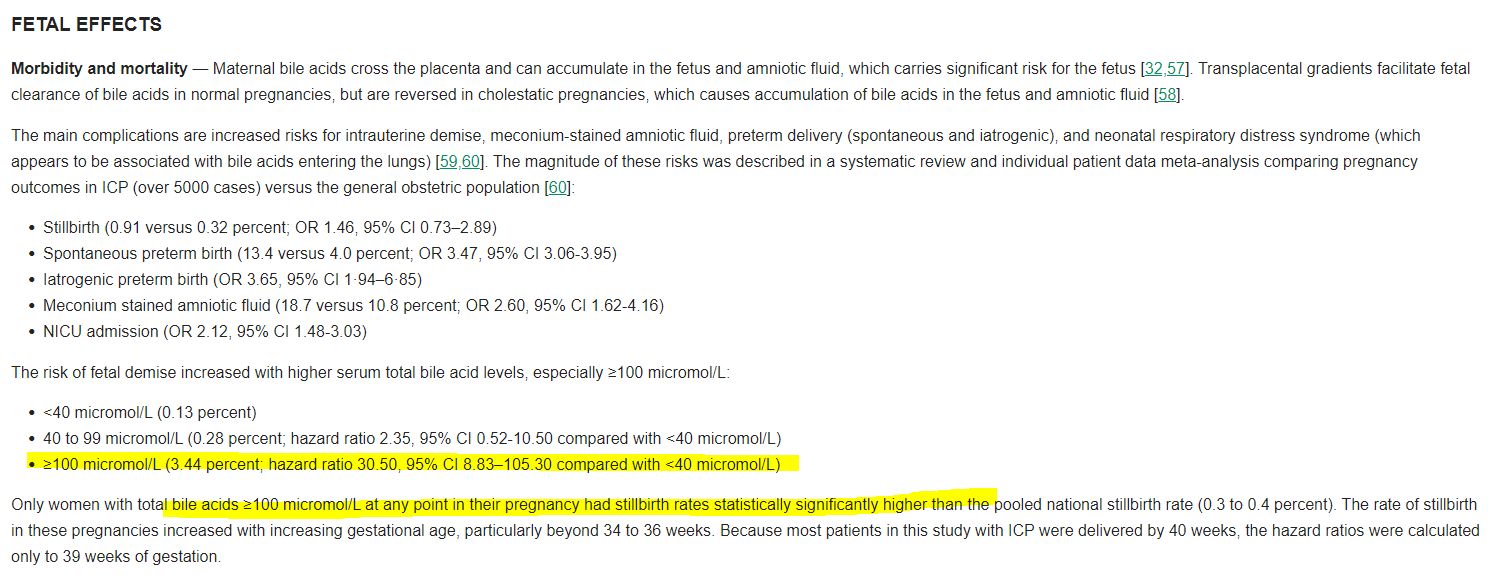 FETAL EFFECTS
Morbidity and mortality — Maternal bile acids cross the placenta and can accumulate in the fetus and amniotic fluid, which carries significant risk for the fetus [32,57]. Transplacental gradients facilitate fetal
clearance of bile acids in normal pregnancies, but are reversed in cholestatic pregnancies, which causes accumulation of bile acids in the fetus and amniotic fluid [58].
The main complications are increased risks for intrauterine demise, meconium-stained amniotic fluid, preterm delivery (spontaneous and iatrogenic), and neonatal respiratory distress syndrome (which
appears to be associated with bile acids entering the lungs) [59,60]. The magnitude of these risks was described in a systematic review and individual patient data meta-analysis comparing pregnancy
outcomes in ICP (over 5000 cases) versus the general obstetric population [60]:
• Stillbirth (0.91 versus 0.32 percent; OR 1.46, 95% CI 0.73–2.89)
• Spontaneous preterm birth (13.4 versus 4.0 percent; OR 3.47, 95% CI 3.06-3.95)
• Iatrogenic preterm birth (OR 3.65, 95% CI 1·94–6·85)
• Meconium stained amniotic fluid (18.7 versus 10.8 percent; OR 2.60, 95% CI 1.62-4.16)
• NICU admission (OR 2.12, 95% CI 1.48-3.03)
The risk of fetal demise increased with higher serum total bile acid levels, especially ≥100 micromol/L:
• <40 micromol/L (0.13 percent)
• 40 to 99 micromol/L (0.28 percent; hazard ratio 2.35, 95% CI 0.52-10.50 compared with <40 micromol/L)
• ≥100 micromol/L (3.44 percent; hazard ratio 30.50, 95% CI 8.83–105.30 compared with <40 micromol/L)
Only women with total bile acids ≥100 micromol/L at any point in their pregnancy had stillbirth rates statistically significantly higher than the pooled national stillbirth rate (0.3 to 0.4 percent). The rate of stillbirth
in these pregnancies increased with increasing gestational age, particularly beyond 34 to 36 weeks. Because most patients in this study with ICP were delivered by 40 weeks, the hazard ratios were calculated
only to 39 weeks of gestation.